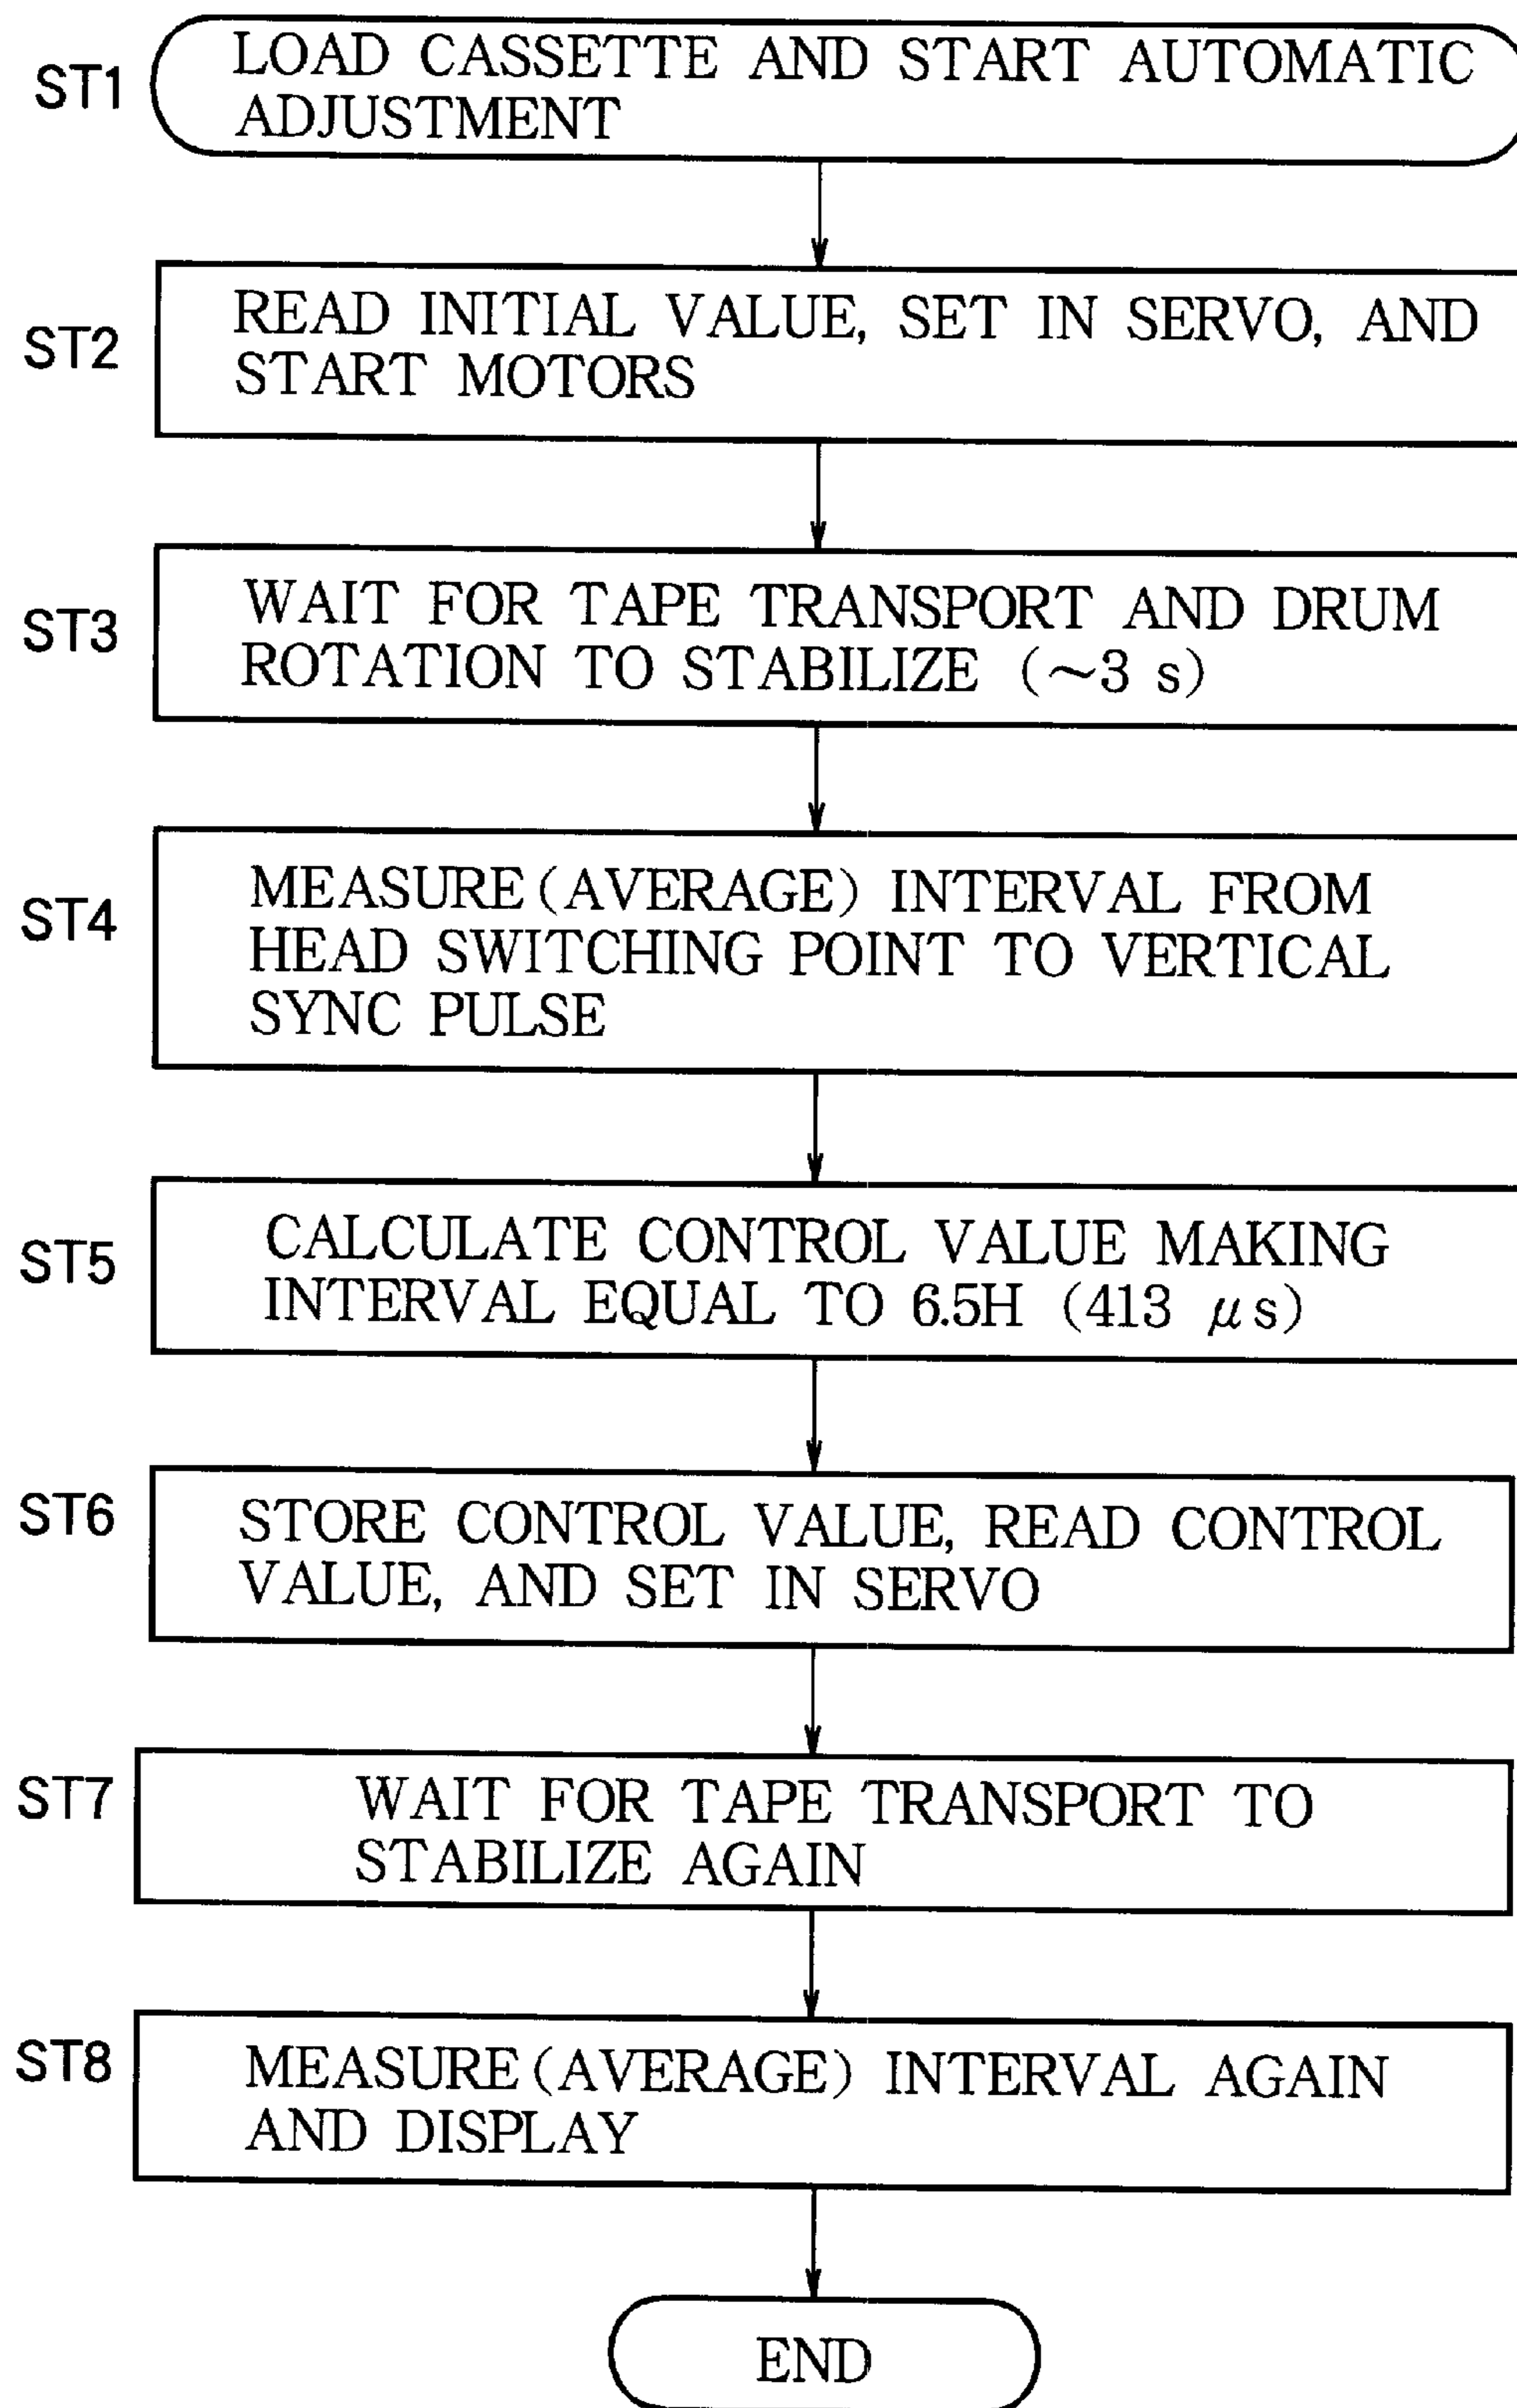 ST1
LOAD CASSETTE AND START AUTOMATIC
ADJUSTMENT
ST2
READ INITIAL VALUE, SET IN SERVO, AND
START MOTORS
ST3
WAIT FOR TAPE TRANSPORT AND DRUM
ROTATION TO STABILIZE (~3 s)
ST4
MEASURE (AVERAGE) INTERVAL FROM
HEAD SWITCHING POINT TO VERTICAL
SYNC PULSE
ST5
CALCULATE CONTROL VALUE MAKING
INTERVAL EQUAL TO 6.5H (413 μs)
ST6
STORE CONTROL VALUE, READ CONTROL
VALUE, AND SET IN SERVO
ST7
WAIT FOR TAPE TRANSPORT TO
STABILIZE AGAIN
ST8
MEASURE (AVERAGE) INTERVAL AGAIN
AND DISPLAY
END